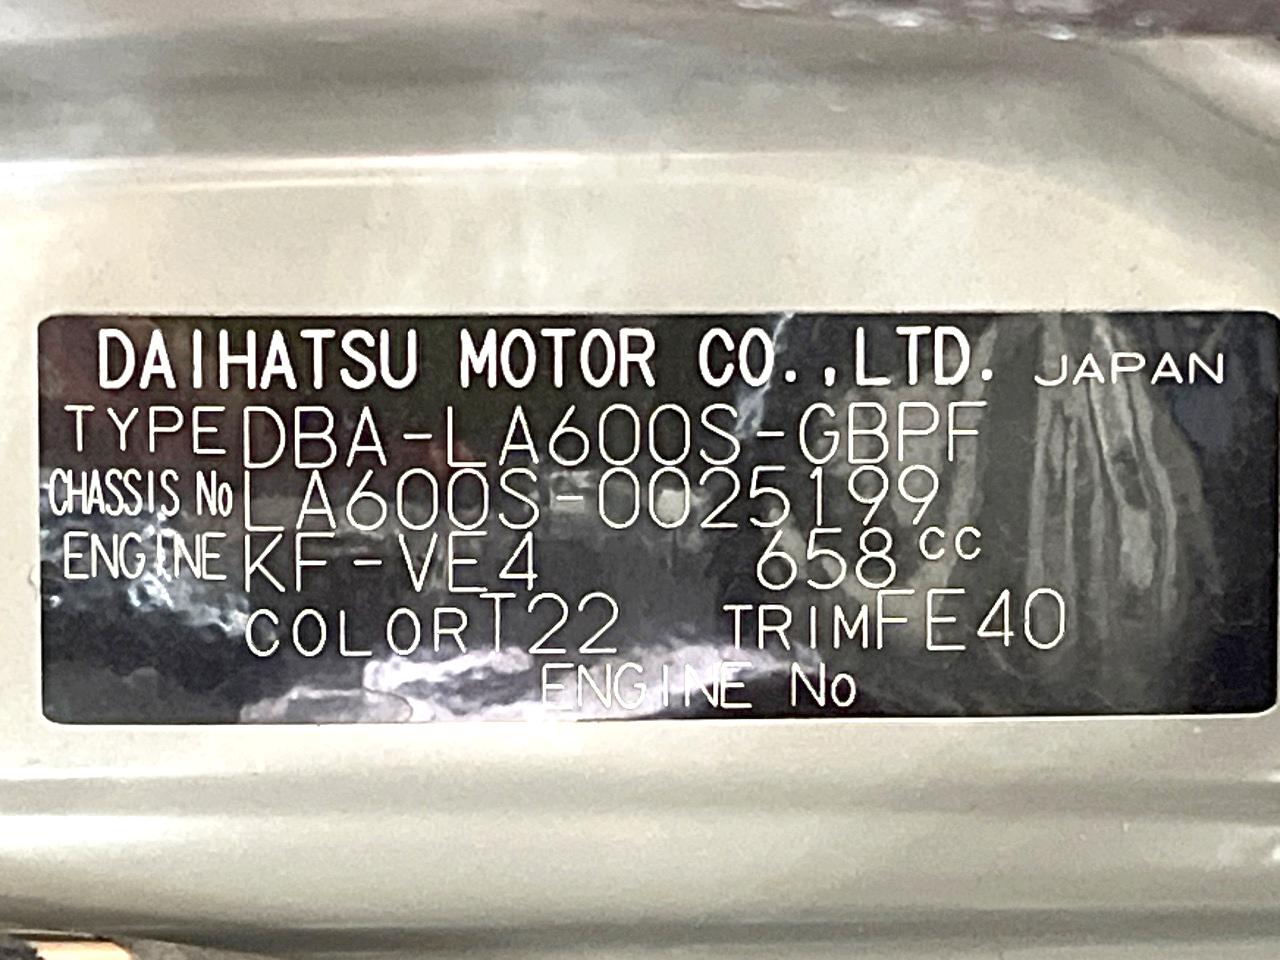 DAIHATSU MOTOR CO.,LTD. JAPAN
TYPE DBA-LA600S-GBPF
CHASSIS No LA600S-0025199
ENGINE KF-VE4 658cc
COLOR T22 TRIM FE40
ENGINE No